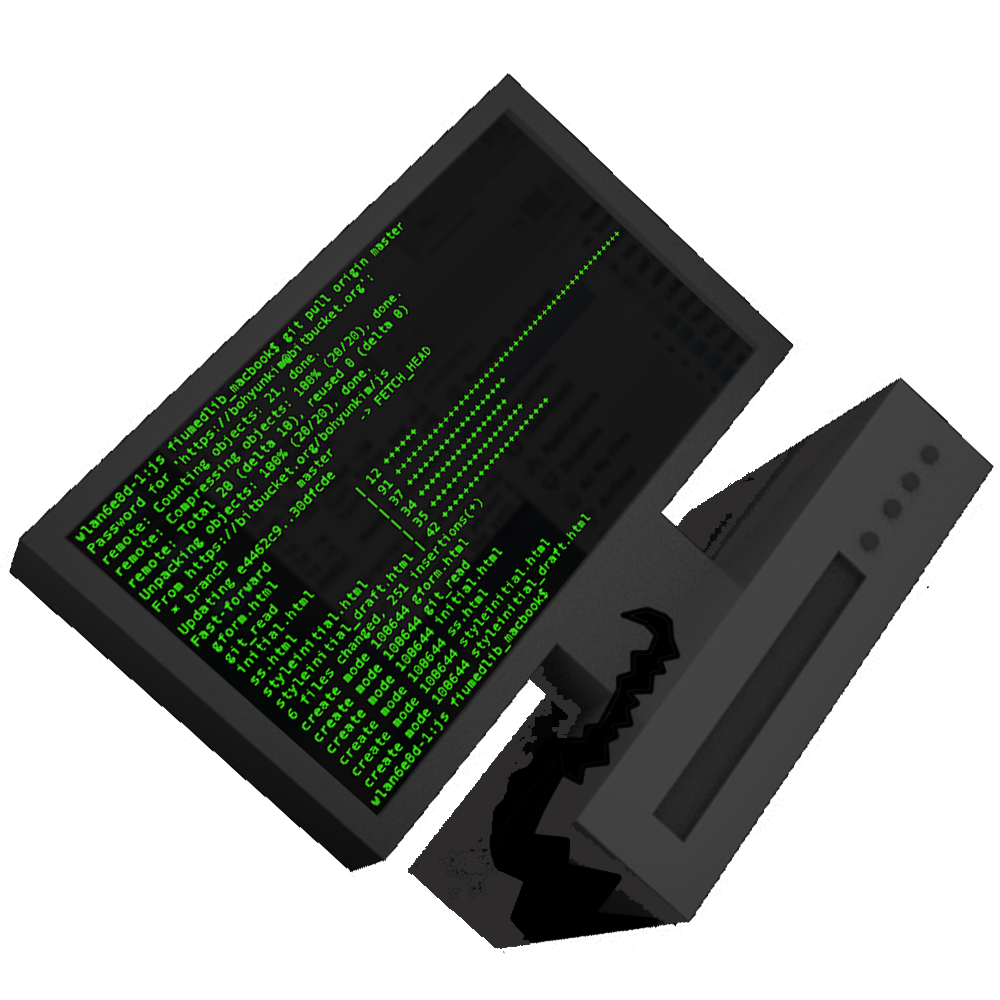 wlan6e8d-1:js fiumedlib_macbook$ git pull origin master
Password for 'https://bohyunkim@bitbucket.org':
remote: Counting objects: 21, done.
remote: Compressing objects: 100% (20/20), done.
remote: Total 20 (delta 10), reused 0 (delta 0)
Unpacking objects: 100% (20/20), done.
From https://bitbucket.org/bohyunkim/js
* branch master -> FETCH_HEAD
Updating e4462c9..30dfcde
Fast-forward
gform.html | 12 ++++++
git_read | 91
initial.html | 37
ss.html | 34
styleinitial.html | 35
styleinitial_draft.html | 42
6 files changed, 251 insertions(+)
create mode 100644 gform.html
create mode 100644 git_read
create mode 100644 initial.html
create mode 100644 ss.html
create mode 100644 styleinitial.html
create mode 100644 styleinitial_draft.html
wlan6e8d-1:js fiumedlib_macbook$